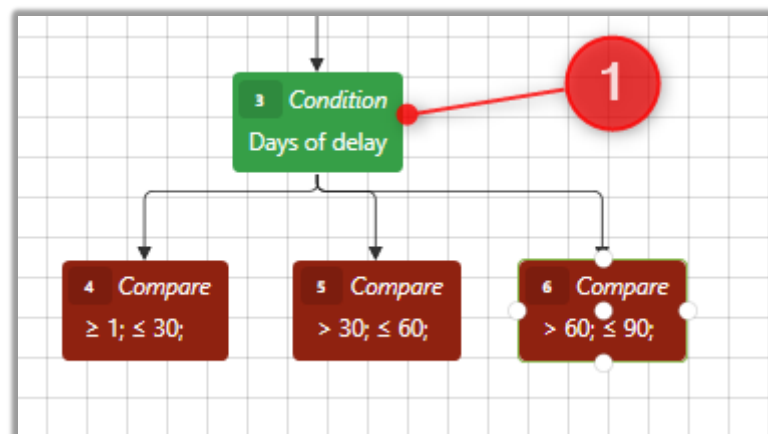 1
3 Condition
Days of delay
4 Compare
≥ 1; ≤ 30;
5 Compare
> 30; ≤ 60;
6 Compare
> 60; ≤ 90;